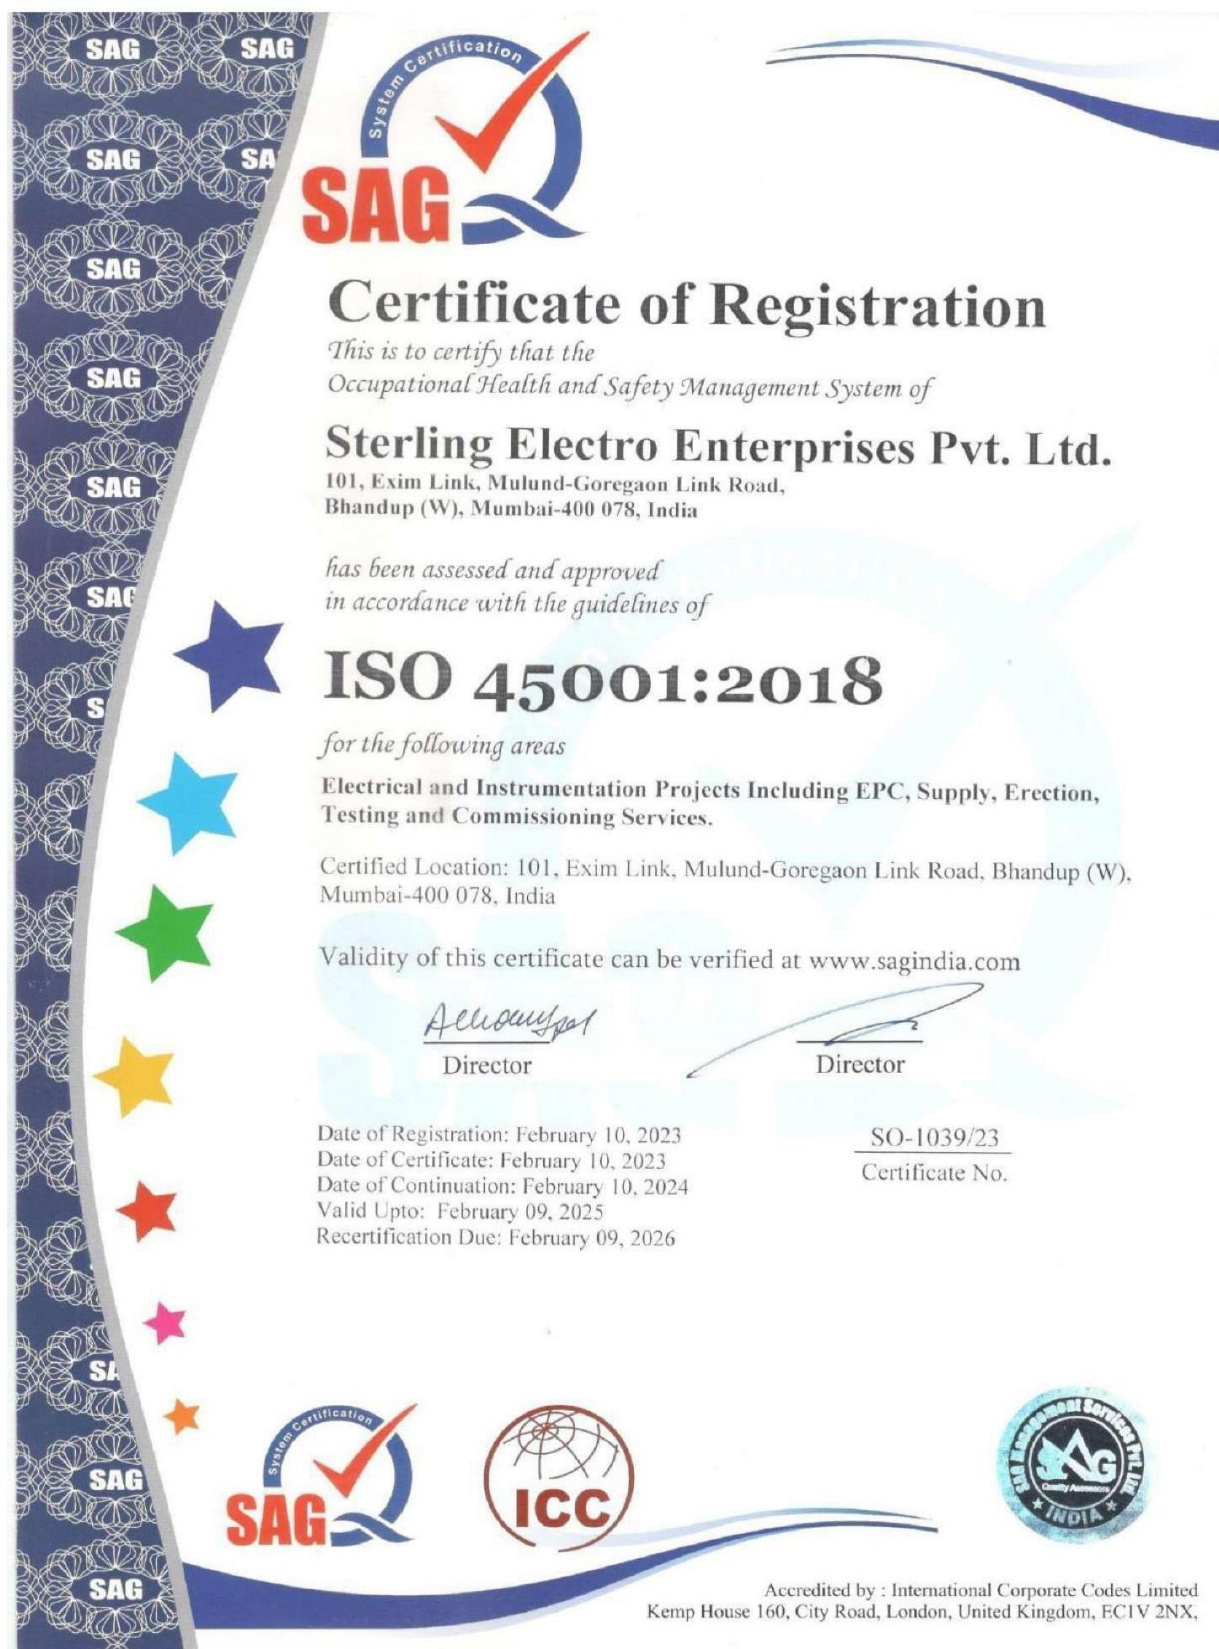 SAG SAG
SAG SA
SAG
SAG
SAG
SAG
S
SA
SAG
SAG
System Certification
SAG
Certificate of Registration
This is to certify that the
Occupational Health and Safety Management System of
Sterling Electro Enterprises Pvt. Ltd.
101, Exim Link, Mulund-Goregaon Link Road,
Bhandup (W), Mumbai-400 078, India
has been assessed and approved
in accordance with the guidelines of
ISO 45001:2018
for the following areas
Electrical and Instrumentation Projects Including EPC, Supply, Erection,
Testing and Commissioning Services.
Certified Location: 101, Exim Link, Mulund-Goregaon Link Road, Bhandup (W),
Mumbai-400 078, India
Validity of this certificate can be verified at www.sagindia.com
Director Director
Date of Registration: February 10, 2023
Date of Certificate: February 10, 2023
Date of Continuation: February 10, 2024
Valid Upto: February 09, 2025
Recertification Due: February 09, 2026
SO-1039/23
Certificate No.
System Certification
SAG
ICC
SAG Management Services Pvt. Ltd.
SAG
Quality Assessors
INDIA
Accredited by : International Corporate Codes Limited
Kemp House 160, City Road, London, United Kingdom, EC1V 2NX,